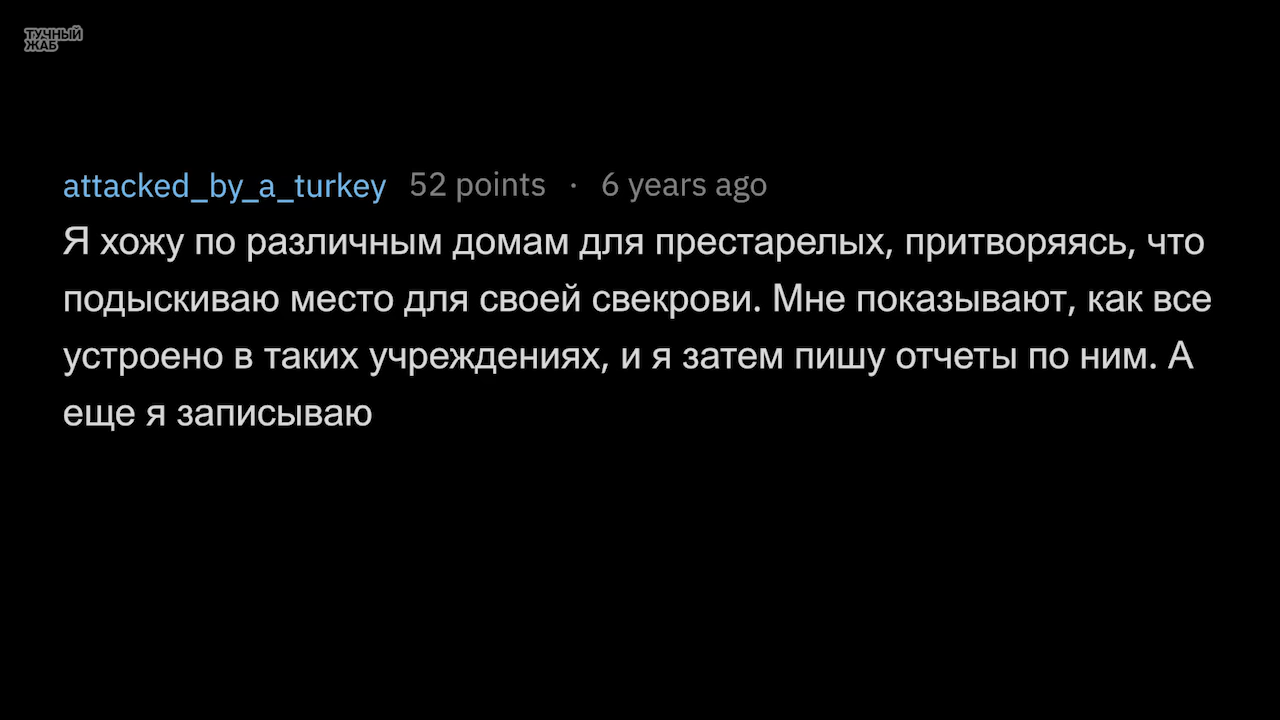 ТУЧНЫЙ
ЖАБ
attacked_by_a_turkey 52 points · 6 years ago
Я хожу по различным домам для престарелых, притворяясь, что
подыскиваю место для своей свекрови. Мне показывают, как все
устроено в таких учреждениях, и я затем пишу отчеты по ним. А
еще я записываю